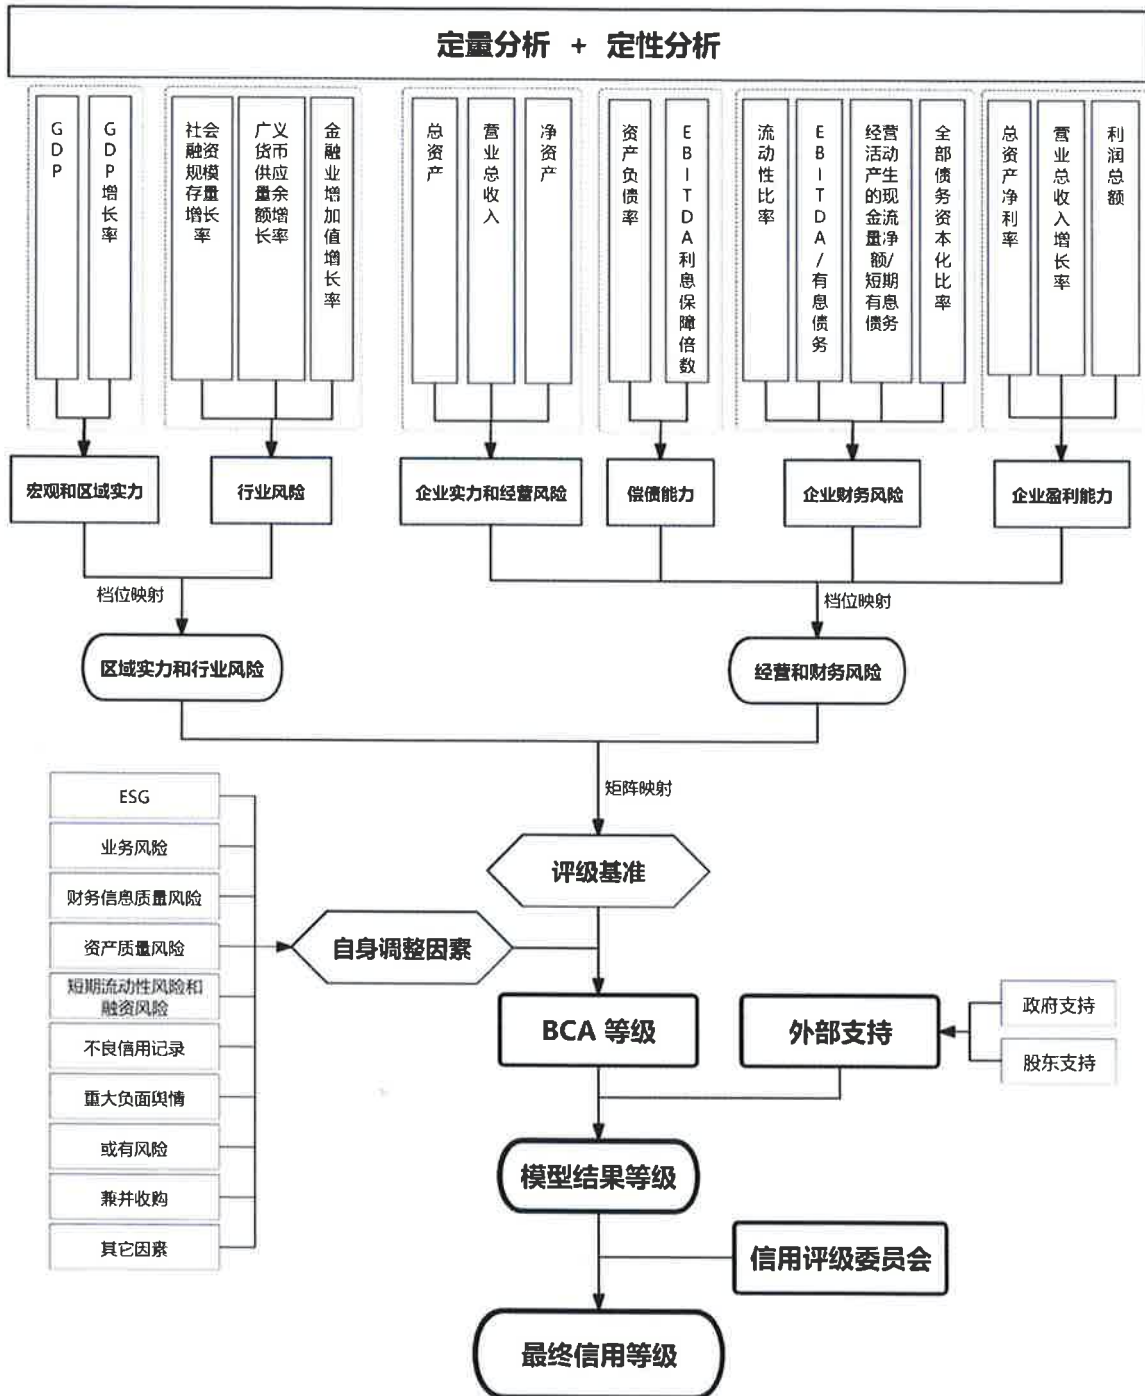 定量分析 + 定性分析
GDP
GDP增长率
社会融资规模存量增长率
广义货币供应量余额增长率
金融业增加值增长率
总资产
营业总收入
净资产
资产负债率
EBITDA利息保障倍数
流动性比率
EBITDA/有息债务
经营活动产生的现金流量净额/短期有息债务
全部债务资本化比率
总资产净利率
营业总收入增长率
利润总额
宏观和区域实力
行业风险
企业实力和经营风险
偿债能力
企业财务风险
企业盈利能力
档位映射
档位映射
区域实力和行业风险
经营和财务风险
矩阵映射
ESG
业务风险
财务信息质量风险
资产质量风险
短期流动性风险和
融资风险
不良信用记录
重大负面舆情
或有风险
兼并收购
其它因素
评级基准
自身调整因素
BCA 等级
外部支持
政府支持
股东支持
模型结果等级
信用评级委员会
最终信用等级